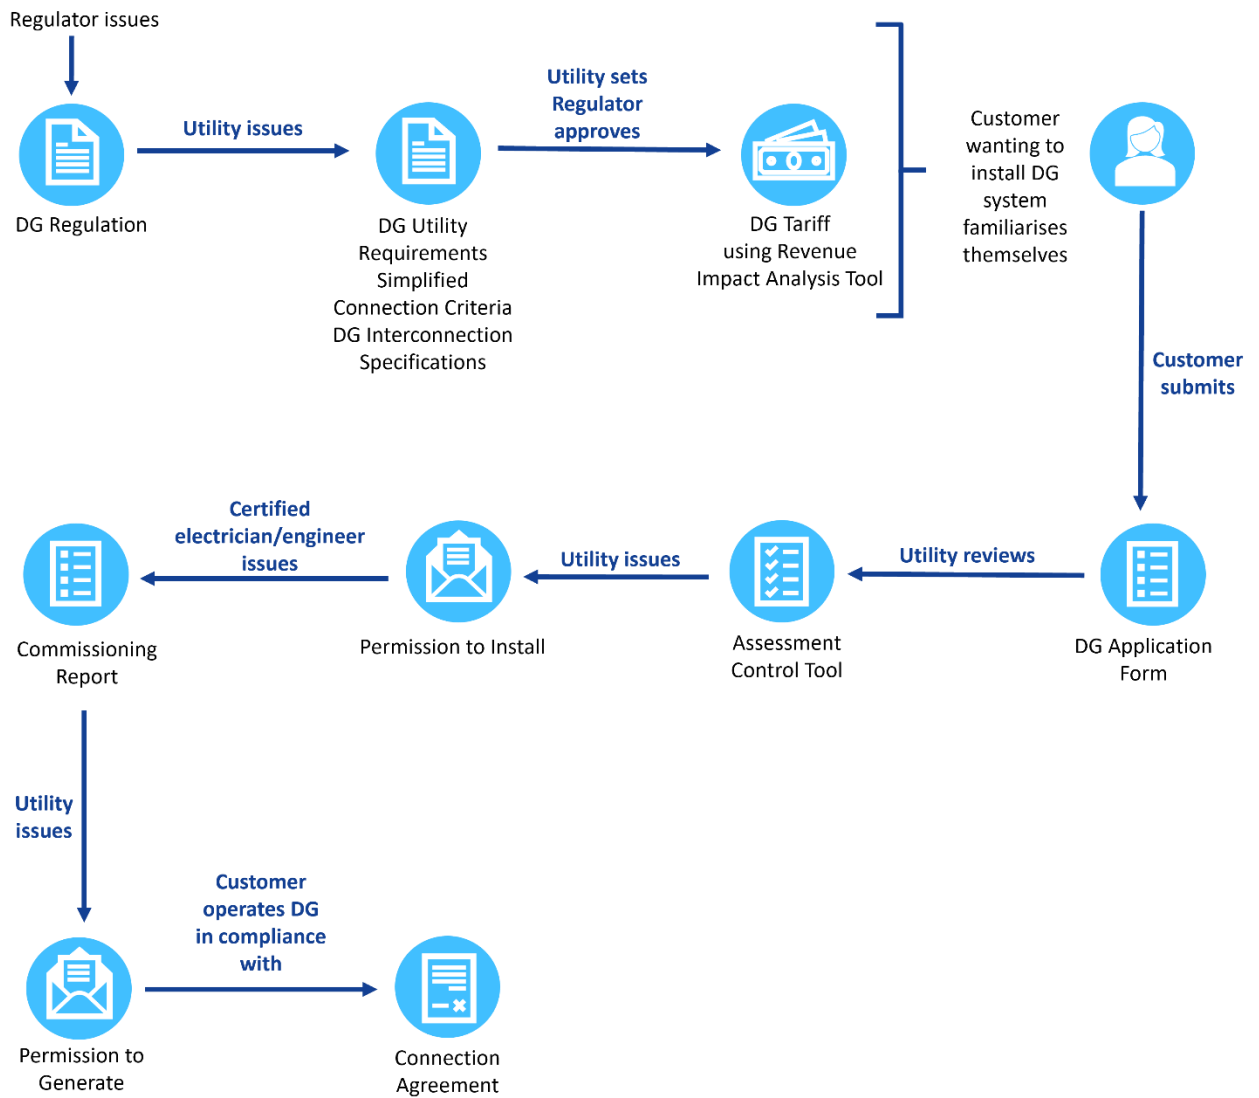 Regulator issues
DG Regulation
Utility issues
DG Utility
Requirements
Simplified
Connection Criteria
DG Interconnection
Specifications
Utility sets
Regulator
approves
DG Tariff
using Revenue
Impact Analysis Tool
Customer
wanting to
install DG
system
familiarises
themselves
Customer
submits
DG Application
Form
Utility reviews
Assessment
Control Tool
Utility issues
Permission to Install
Certified
electrician/engineer
issues
Commissioning
Report
Utility
issues
Permission to
Generate
Customer
operates DG
in compliance
with
Connection
Agreement